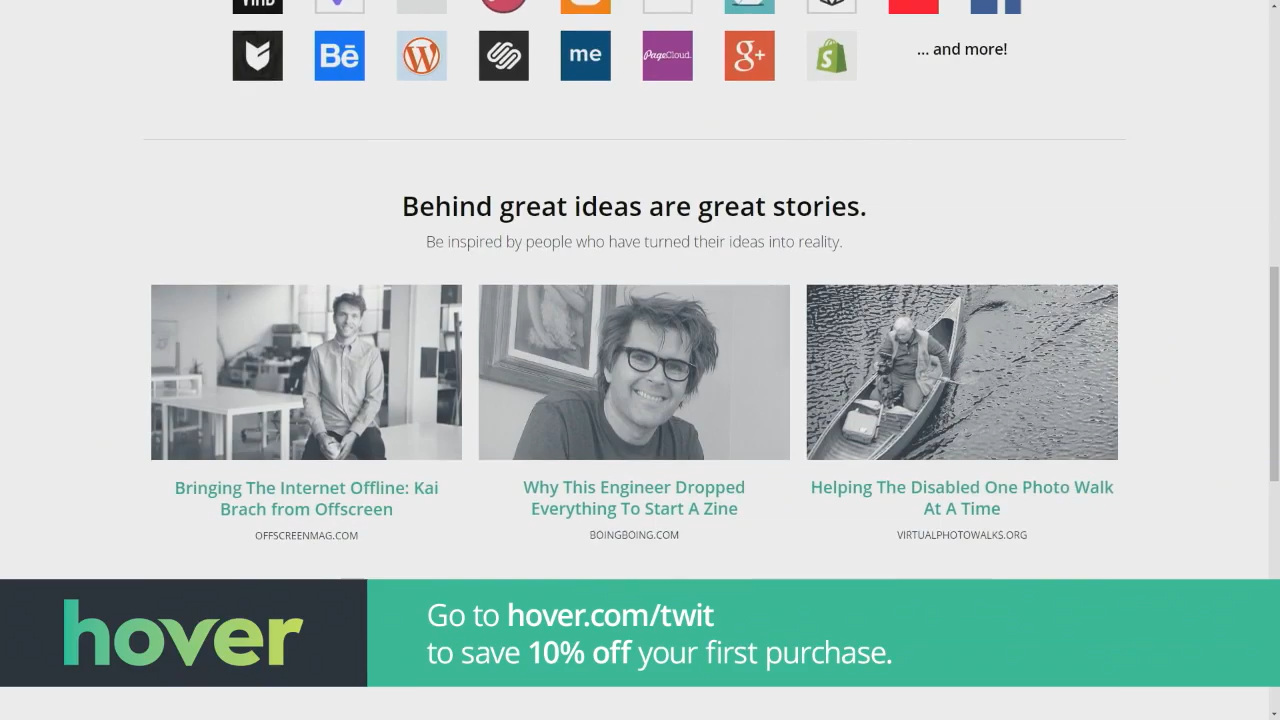 Bē
me
PageCloud.
g+
... and more!
Behind great ideas are great stories.
Be inspired by people who have turned their ideas into reality.
Bringing The Internet Offline: Kai
Brach from Offscreen
OFFSCREENMAG.COM
Why This Engineer Dropped
Everything To Start A Zine
BOINGBOING.COM
Helping The Disabled One Photo Walk
At A Time
VIRTUALPHOTOWALKS.ORG
hover
Go to hover.com/twit
to save 10% off your first purchase.